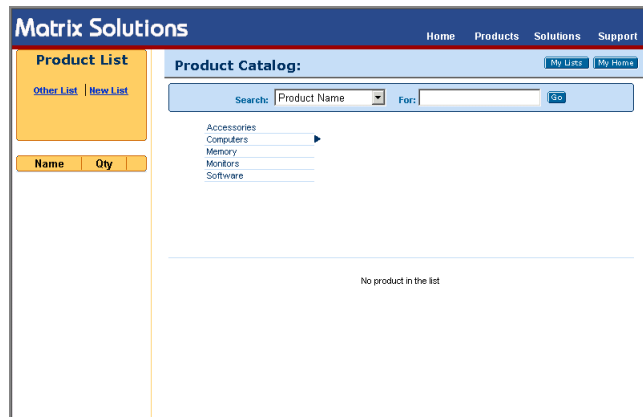 Matrix Solutions
Home Products Solutions Support
Product List
Other List New List
Name Qty
Product Catalog:
My Lists My Home
Search: Product Name For: Go
Accessories
Computers
Memory
Monitors
Software
No product in the list